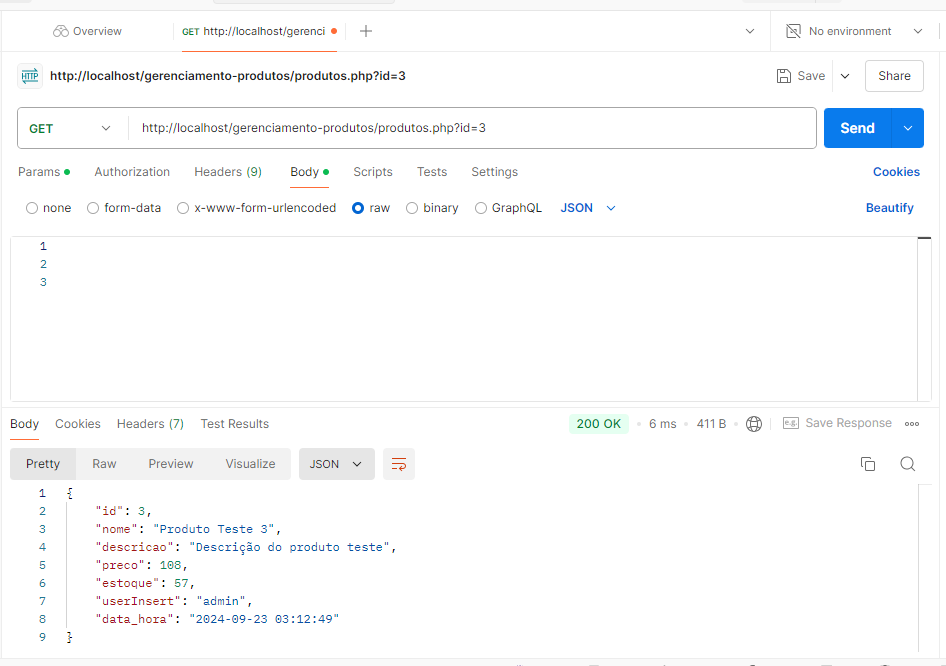 Overview GET http://localhost/gerenci No environment
HTTP http://localhost/gerenciamento-produtos/produtos.php?id=3 Save Share
GET http://localhost/gerenciamento-produtos/produtos.php?id=3 Send
Params Authorization Headers (9) Body Scripts Tests Settings Cookies
none form-data x-www-form-urlencoded raw binary GraphQL JSON Beautify
1
2
3
Body Cookies Headers (7) Test Results 200 OK 6 ms 411 B e.g. Save Response
Pretty Raw Preview Visualize JSON
1 {
2 "id": 3,
3 "nome": "Produto Teste 3",
4 "descricao": "Descrição do produto teste",
5 "preco": 108,
6 "estoque": 57,
7 "userInsert": "admin",
8 "data_hora": "2024-09-23 03:12:49"
9 }